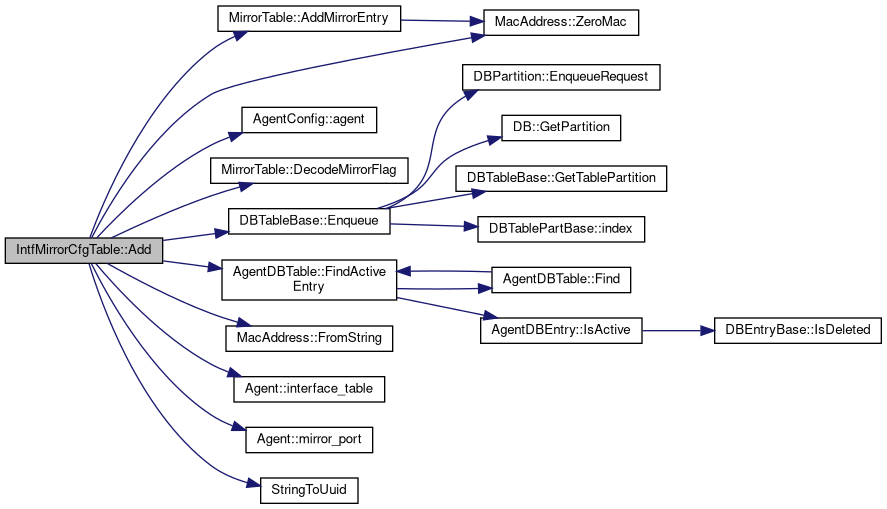 MirrorTable::AddMirrorEntry
MacAddress::ZeroMac
DBPartition::EnqueueRequest
AgentConfig::agent
DB::GetPartition
MirrorTable::DecodeMirrorFlag
DBTableBase::GetTablePartition
DBTableBase::Enqueue
DBTablePartBase::index
IntfMirrorCfgTable::Add
AgentDBTable::FindActive
Entry
AgentDBTable::Find
AgentDBEntry::IsActive
DBEntryBase::IsDeleted
MacAddress::FromString
Agent::interface_table
Agent::mirror_port
StringToUuid